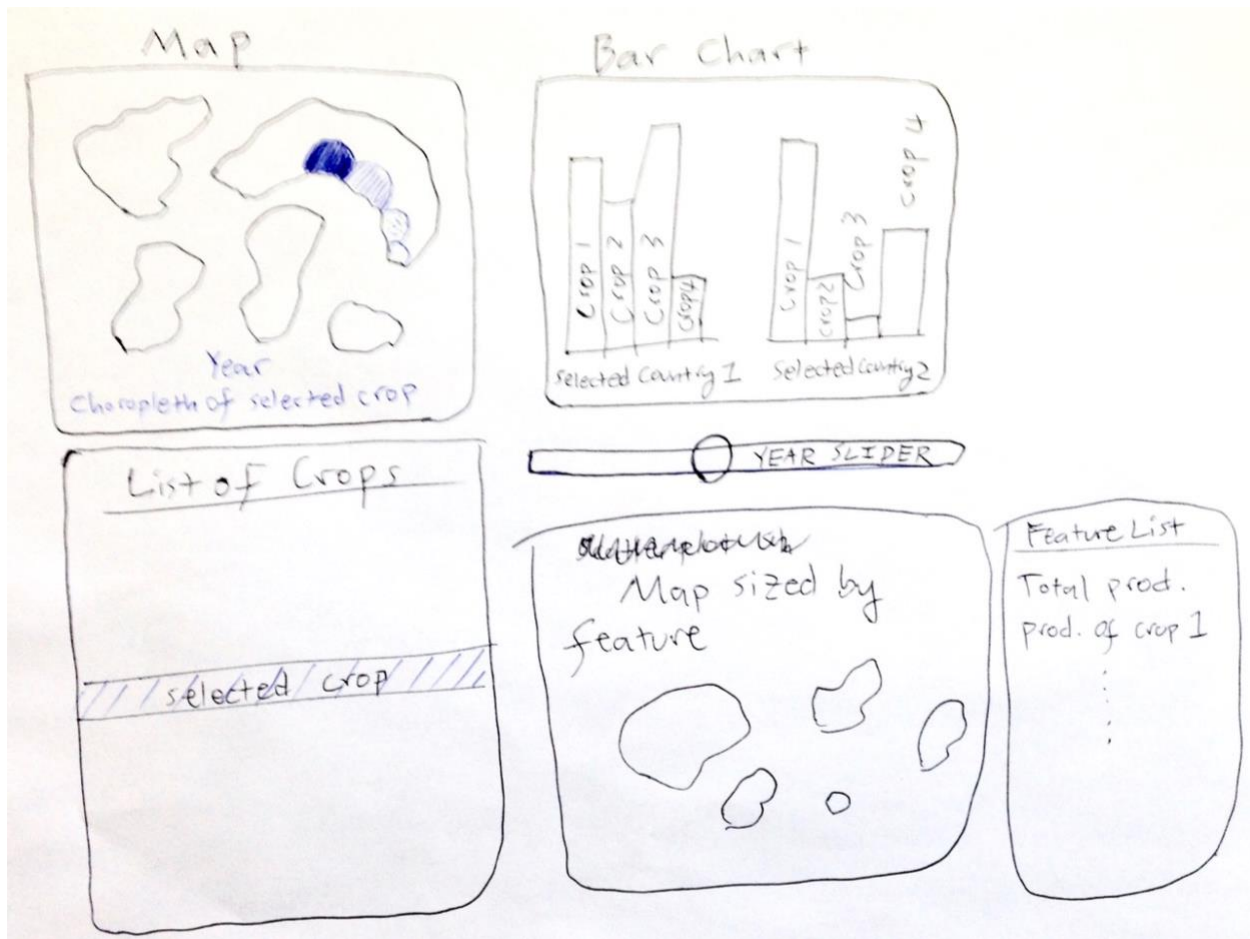 Map
Year
Choropleth of selected crop
Bar Chart
Crop 1
Crop 2
Crop 3
Crop 4
Selected Country 1
Crop 1
Crop 2
Crop 3
Crop 4
Selected Country 2
List of Crops
selected crop
YEAR SLIDER
Map sized by
feature
Feature List
Total prod.
prod. of crop 1